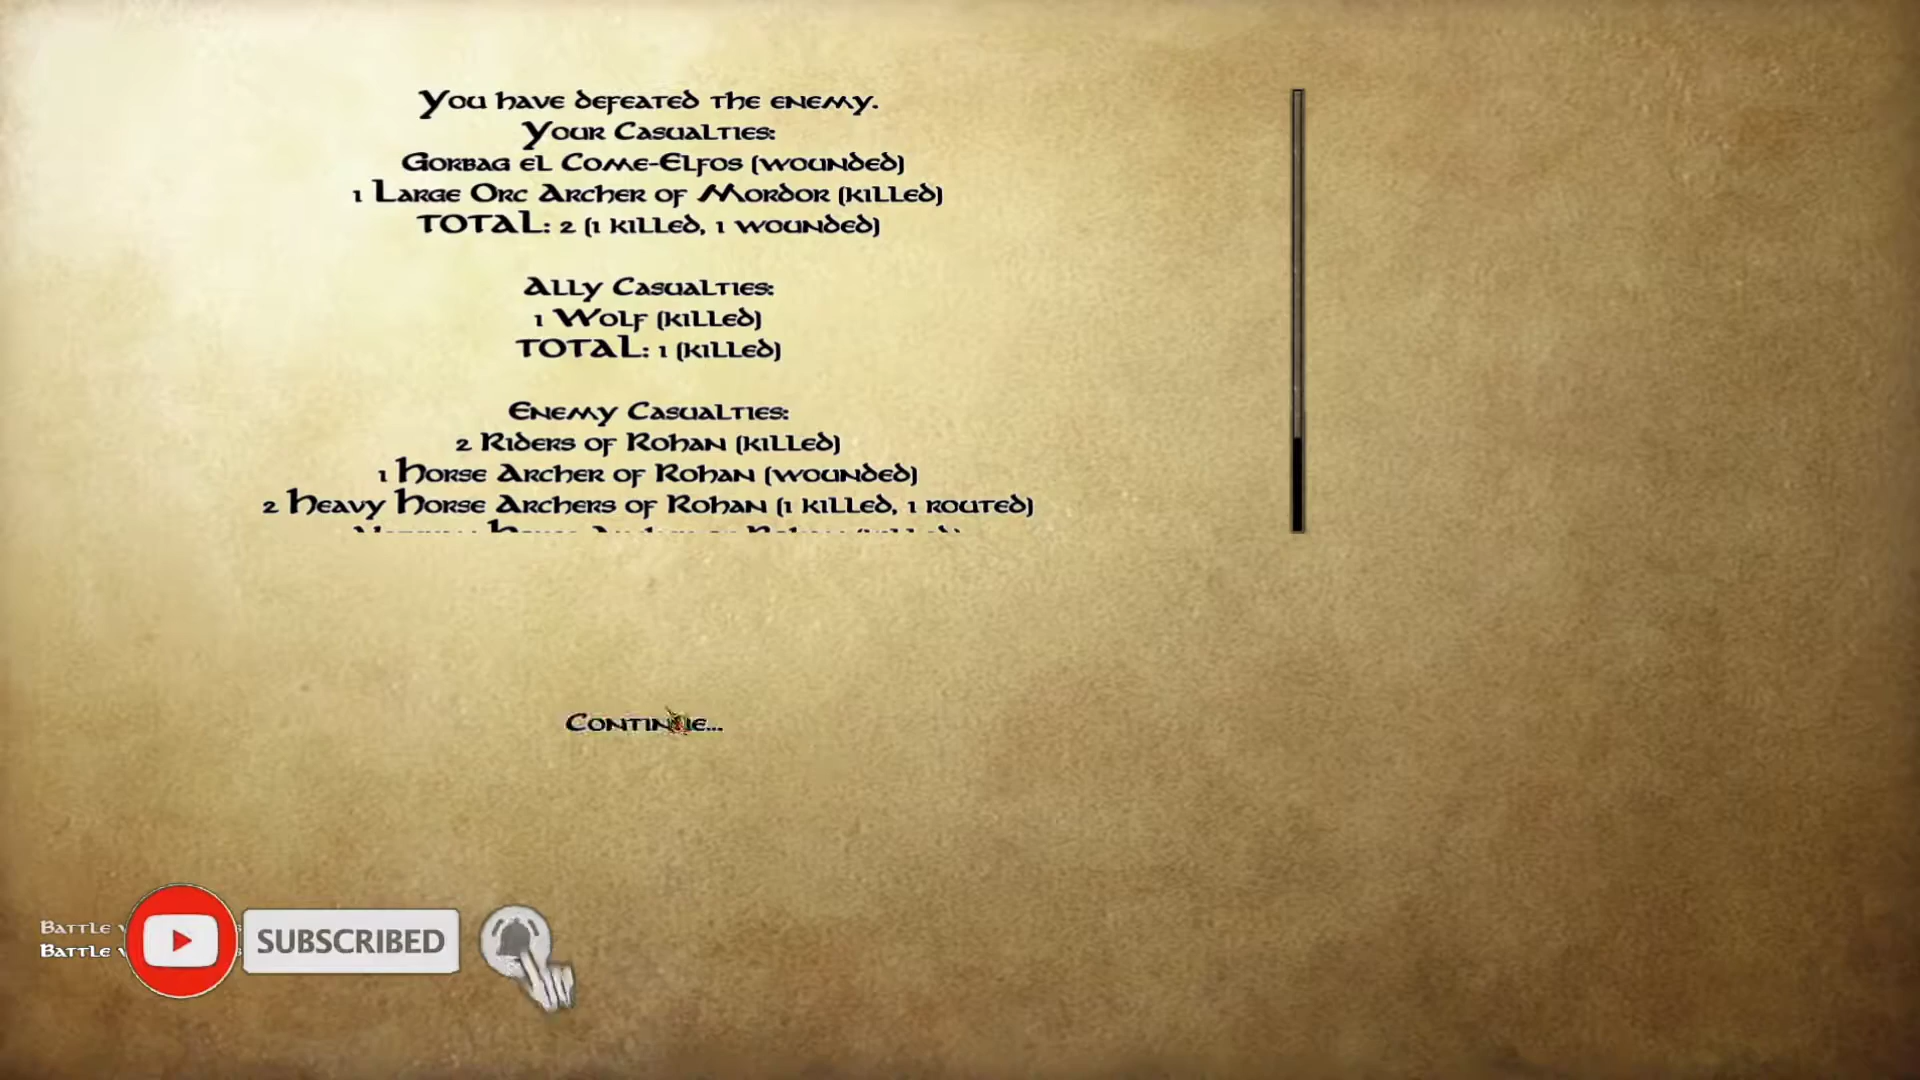 You have defeated the enemy.
Your Casualties:
Gorbag el Come-Elfos (wounded)
1 Large Orc Archer of Mordor (killed)
TOTAL: 2 (1 killed, 1 wounded)
Ally Casualties:
1 Wolf (killed)
TOTAL: 1 (killed)
Enemy Casualties:
2 Riders of Rohan (killed)
1 Horse Archer of Rohan (wounded)
2 Heavy Horse Archers of Rohan (1 killed, 1 routed)
Continue...
Battle
Battle
SUBSCRIBED